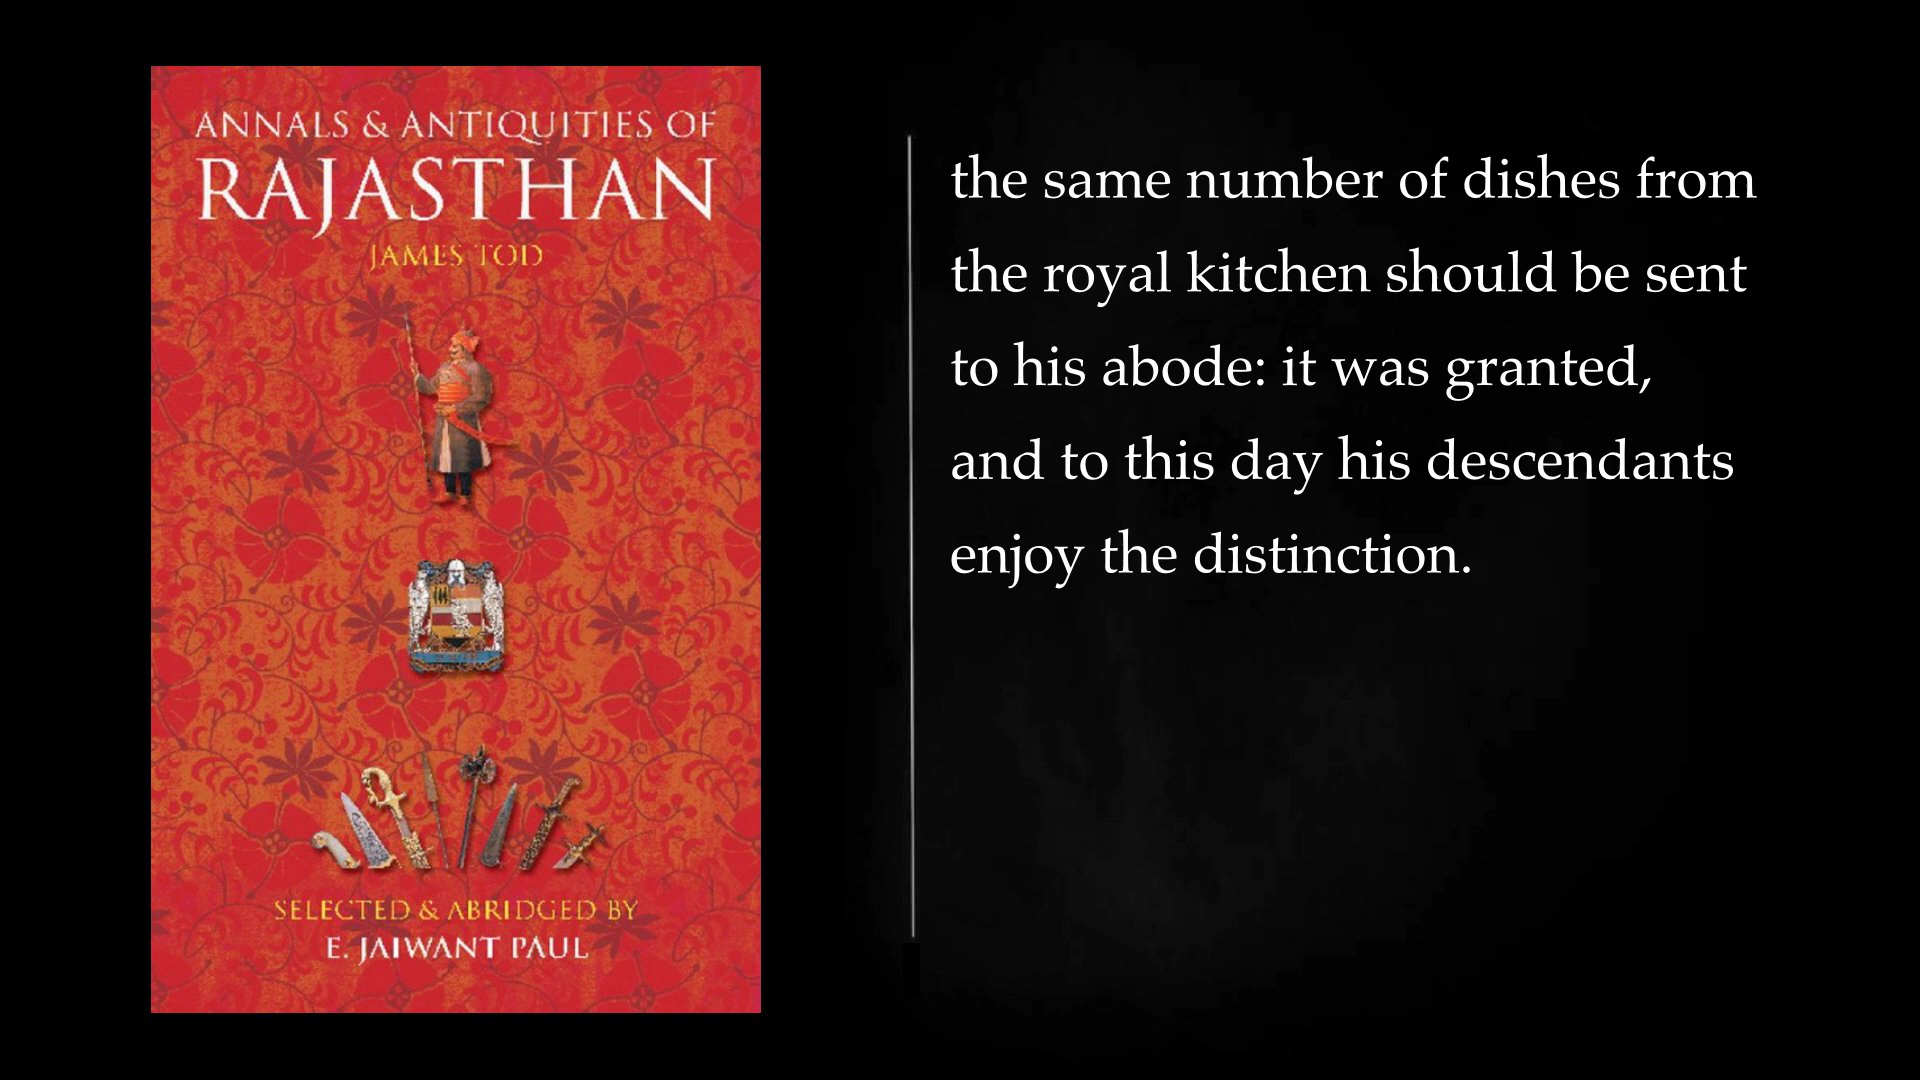 ANNALS & ANTIQUITIES OF
RAJASTHAN
JAMES TOD
SELECTED & ABRIDGED BY
E. JAIWANT PAUL
the same number of dishes from
the royal kitchen should be sent
to his abode: it was granted,
and to this day his descendants
enjoy the distinction.